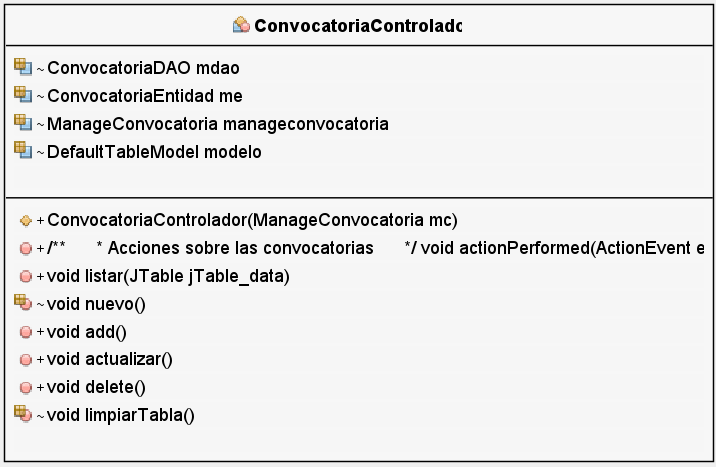 ConvocatoriaControlado
~ ConvocatoriaDAO mdao
~ ConvocatoriaEntidad me
~ ManageConvocatoria manageconvocatoria
~ DefaultTableModel modelo
+ ConvocatoriaControlador(ManageConvocatoria mc)
+ /** * Acciones sobre las convocatorias */ void actionPerformed(ActionEvent e
+ void listar(JTable jTable_data)
~ void nuevo()
+ void add()
+ void actualizar()
+ void delete()
~ void limpiarTabla()